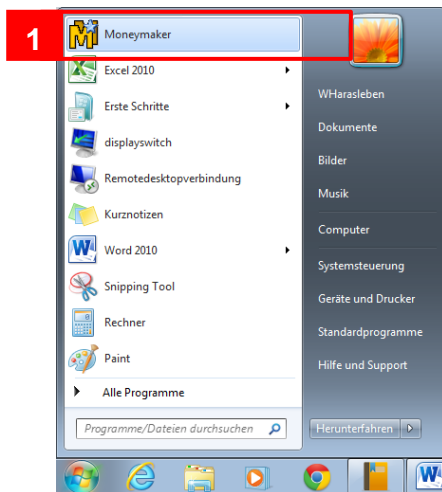 1
Moneymaker
Excel 2010
Erste Schritte
displayswitch
Remotedesktopverbindung
Kurznotizen
Word 2010
Snipping Tool
Rechner
Paint
Alle Programme
Programme/Dateien durchsuchen
WHarasleben
Dokumente
Bilder
Musik
Computer
Systemsteuerung
Geräte und Drucker
Standardprogramme
Hilfe und Support
Herunterfahren